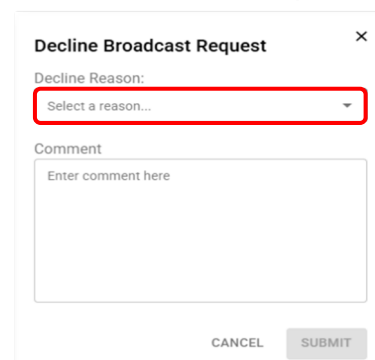 Decline Broadcast Request
Decline Reason:
Select a reason...
Comment
Enter comment here
CANCEL SUBMIT